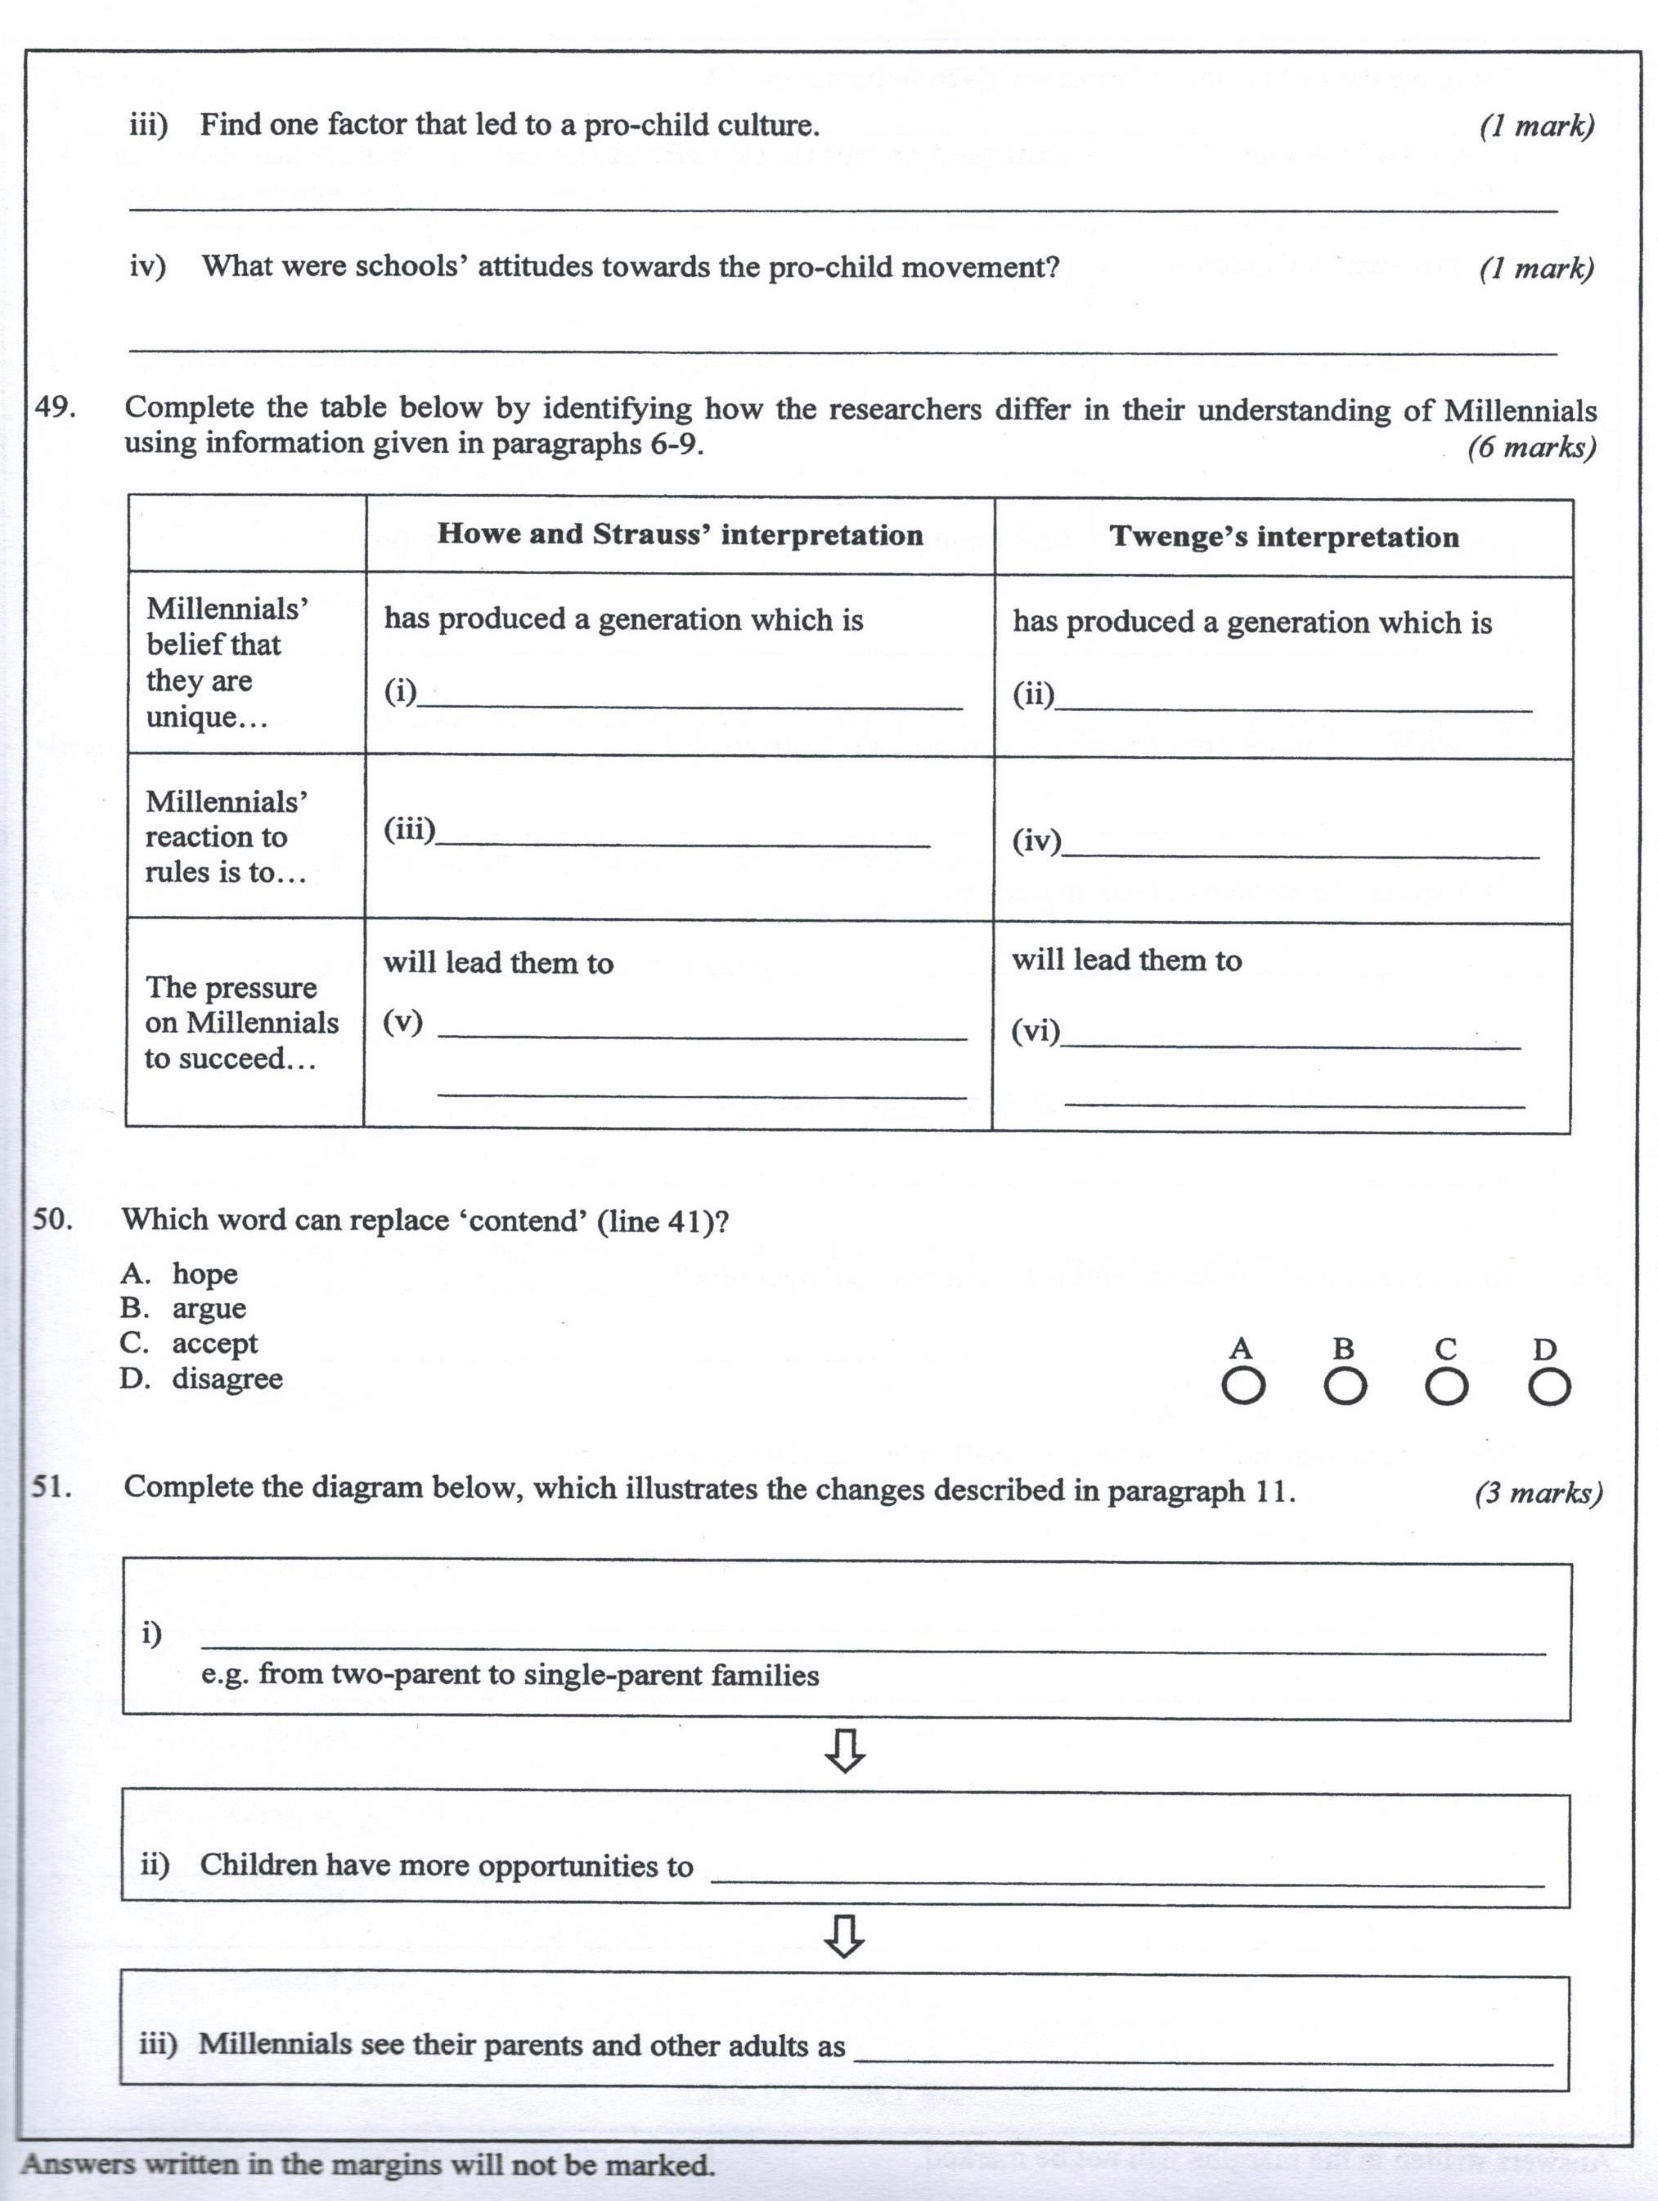 iii) Find one factor that led to a pro-child culture. (1 mark)
iv) What were schools' attitudes towards the pro-child movement? (1 mark)
49. Complete the table below by identifying how the researchers differ in their understanding of Millennials
using information given in paragraphs 6-9. (6 marks)
Howe and Strauss' interpretation
Twenge's interpretation
Millennials'
belief that
they are
unique…
has produced a generation which is
(i)
has produced a generation which is
(ii)
Millennials'
reaction to
rules is to…
(iii)
(iv)
The pressure
on Millennials
to succeed…
will lead them to
(v)
will lead them to
(vi)
50. Which word can replace 'contend' (line 41)?
A. hope
B. argue
C. accept
D. disagree
A B C D
51. Complete the diagram below, which illustrates the changes described in paragraph 11. (3 marks)
i)
e.g. from two-parent to single-parent families
ii) Children have more opportunities to
iii) Millennials see their parents and other adults as
Answers written in the margins will not be marked.